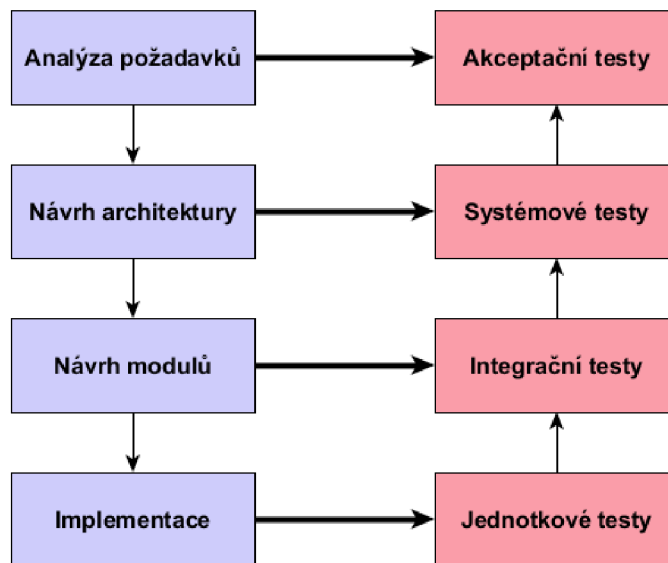 Analýza požadavků
Akceptační testy
Návrh architektury
Systémové testy
Návrh modulů
Integrační testy
Implementace
Jednotkové testy